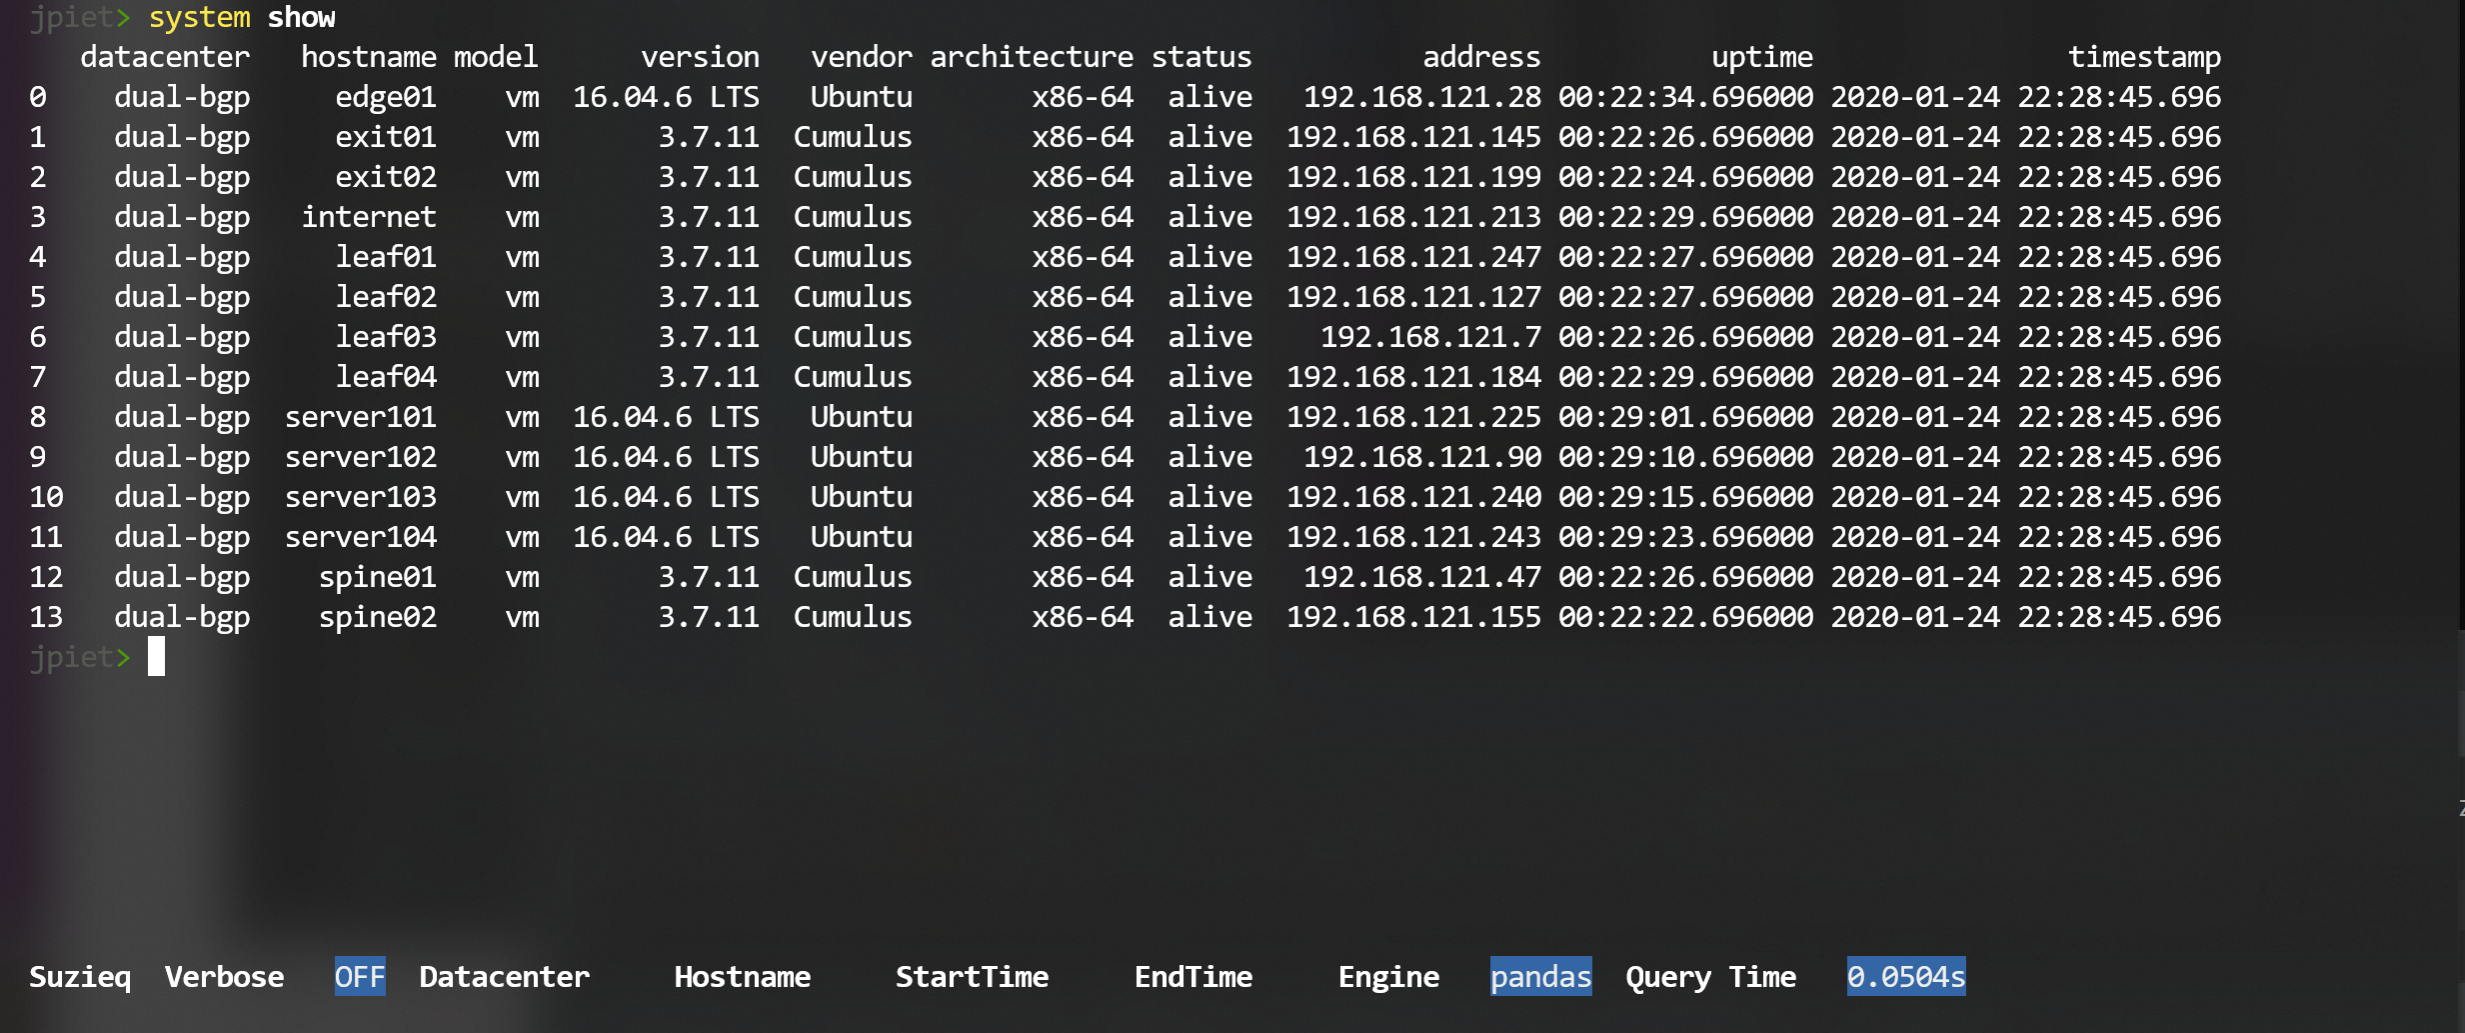 jpiet> system show
datacenter hostname model version vendor architecture status address uptime timestamp
0 dual-bgp edge01 vm 16.04.6 LTS Ubuntu x86-64 alive 192.168.121.28 00:22:34.696000 2020-01-24 22:28:45.696
1 dual-bgp exit01 vm 3.7.11 Cumulus x86-64 alive 192.168.121.145 00:22:26.696000 2020-01-24 22:28:45.696
2 dual-bgp exit02 vm 3.7.11 Cumulus x86-64 alive 192.168.121.199 00:22:24.696000 2020-01-24 22:28:45.696
3 dual-bgp internet vm 3.7.11 Cumulus x86-64 alive 192.168.121.213 00:22:29.696000 2020-01-24 22:28:45.696
4 dual-bgp leaf01 vm 3.7.11 Cumulus x86-64 alive 192.168.121.247 00:22:27.696000 2020-01-24 22:28:45.696
5 dual-bgp leaf02 vm 3.7.11 Cumulus x86-64 alive 192.168.121.127 00:22:27.696000 2020-01-24 22:28:45.696
6 dual-bgp leaf03 vm 3.7.11 Cumulus x86-64 alive 192.168.121.7 00:22:26.696000 2020-01-24 22:28:45.696
7 dual-bgp leaf04 vm 3.7.11 Cumulus x86-64 alive 192.168.121.184 00:22:29.696000 2020-01-24 22:28:45.696
8 dual-bgp server101 vm 16.04.6 LTS Ubuntu x86-64 alive 192.168.121.225 00:29:01.696000 2020-01-24 22:28:45.696
9 dual-bgp server102 vm 16.04.6 LTS Ubuntu x86-64 alive 192.168.121.90 00:29:10.696000 2020-01-24 22:28:45.696
10 dual-bgp server103 vm 16.04.6 LTS Ubuntu x86-64 alive 192.168.121.240 00:29:15.696000 2020-01-24 22:28:45.696
11 dual-bgp server104 vm 16.04.6 LTS Ubuntu x86-64 alive 192.168.121.243 00:29:23.696000 2020-01-24 22:28:45.696
12 dual-bgp spine01 vm 3.7.11 Cumulus x86-64 alive 192.168.121.47 00:22:26.696000 2020-01-24 22:28:45.696
13 dual-bgp spine02 vm 3.7.11 Cumulus x86-64 alive 192.168.121.155 00:22:22.696000 2020-01-24 22:28:45.696
jpiet>
Suzieq Verbose OFF Datacenter Hostname StartTime EndTime Engine pandas Query Time 0.0504s